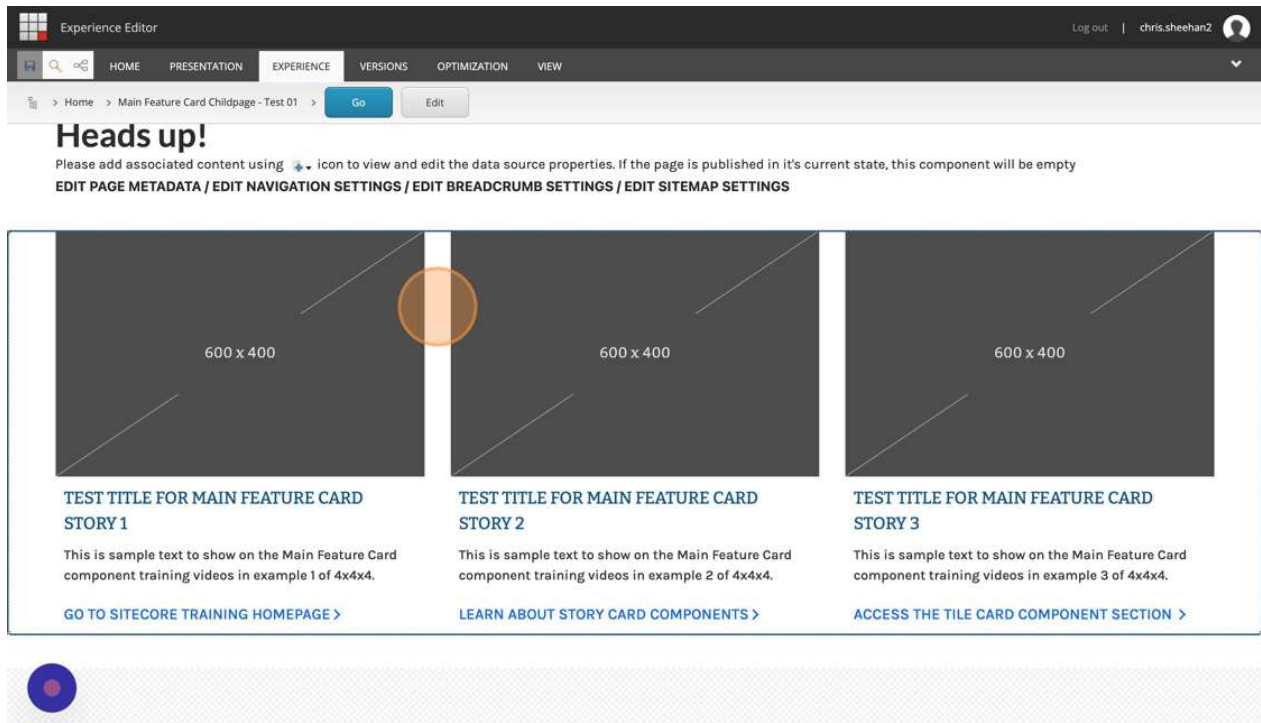 Experience Editor
Log out | chris.sheehan2
HOME PRESENTATION EXPERIENCE VERSIONS OPTIMIZATION VIEW
> Home > Main Feature Card Childpage - Test 01 > Go Edit
Heads up!
Please add associated content using icon to view and edit the data source properties. If the page is published in it's current state, this component will be empty
EDIT PAGE METADATA / EDIT NAVIGATION SETTINGS / EDIT BREADCRUMB SETTINGS / EDIT SITEMAP SETTINGS
600 x 400
600 x 400
600 x 400
TEST TITLE FOR MAIN FEATURE CARD
STORY 1
This is sample text to show on the Main Feature Card
component training videos in example 1 of 4x4x4.
GO TO SITECORE TRAINING HOMEPAGE >
TEST TITLE FOR MAIN FEATURE CARD
STORY 2
This is sample text to show on the Main Feature Card
component training videos in example 2 of 4x4x4.
LEARN ABOUT STORY CARD COMPONENTS >
TEST TITLE FOR MAIN FEATURE CARD
STORY 3
This is sample text to show on the Main Feature Card
component training videos in example 3 of 4x4x4.
ACCESS THE TILE CARD COMPONENT SECTION >